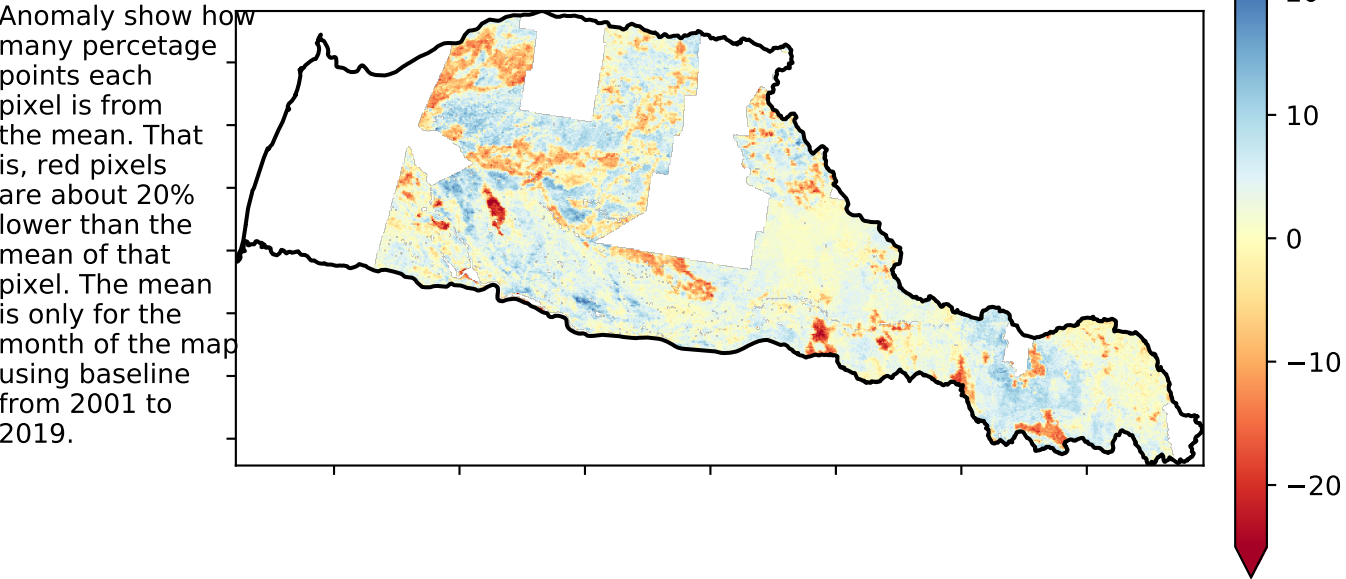 Anomaly show how
many percetage
points each
pixel is from
the mean. That
is, red pixels
are about 20%
lower than the
mean of that
pixel. The mean
is only for the
month of the map
using baseline
from 2001 to
2019.
10
0
−10
−20